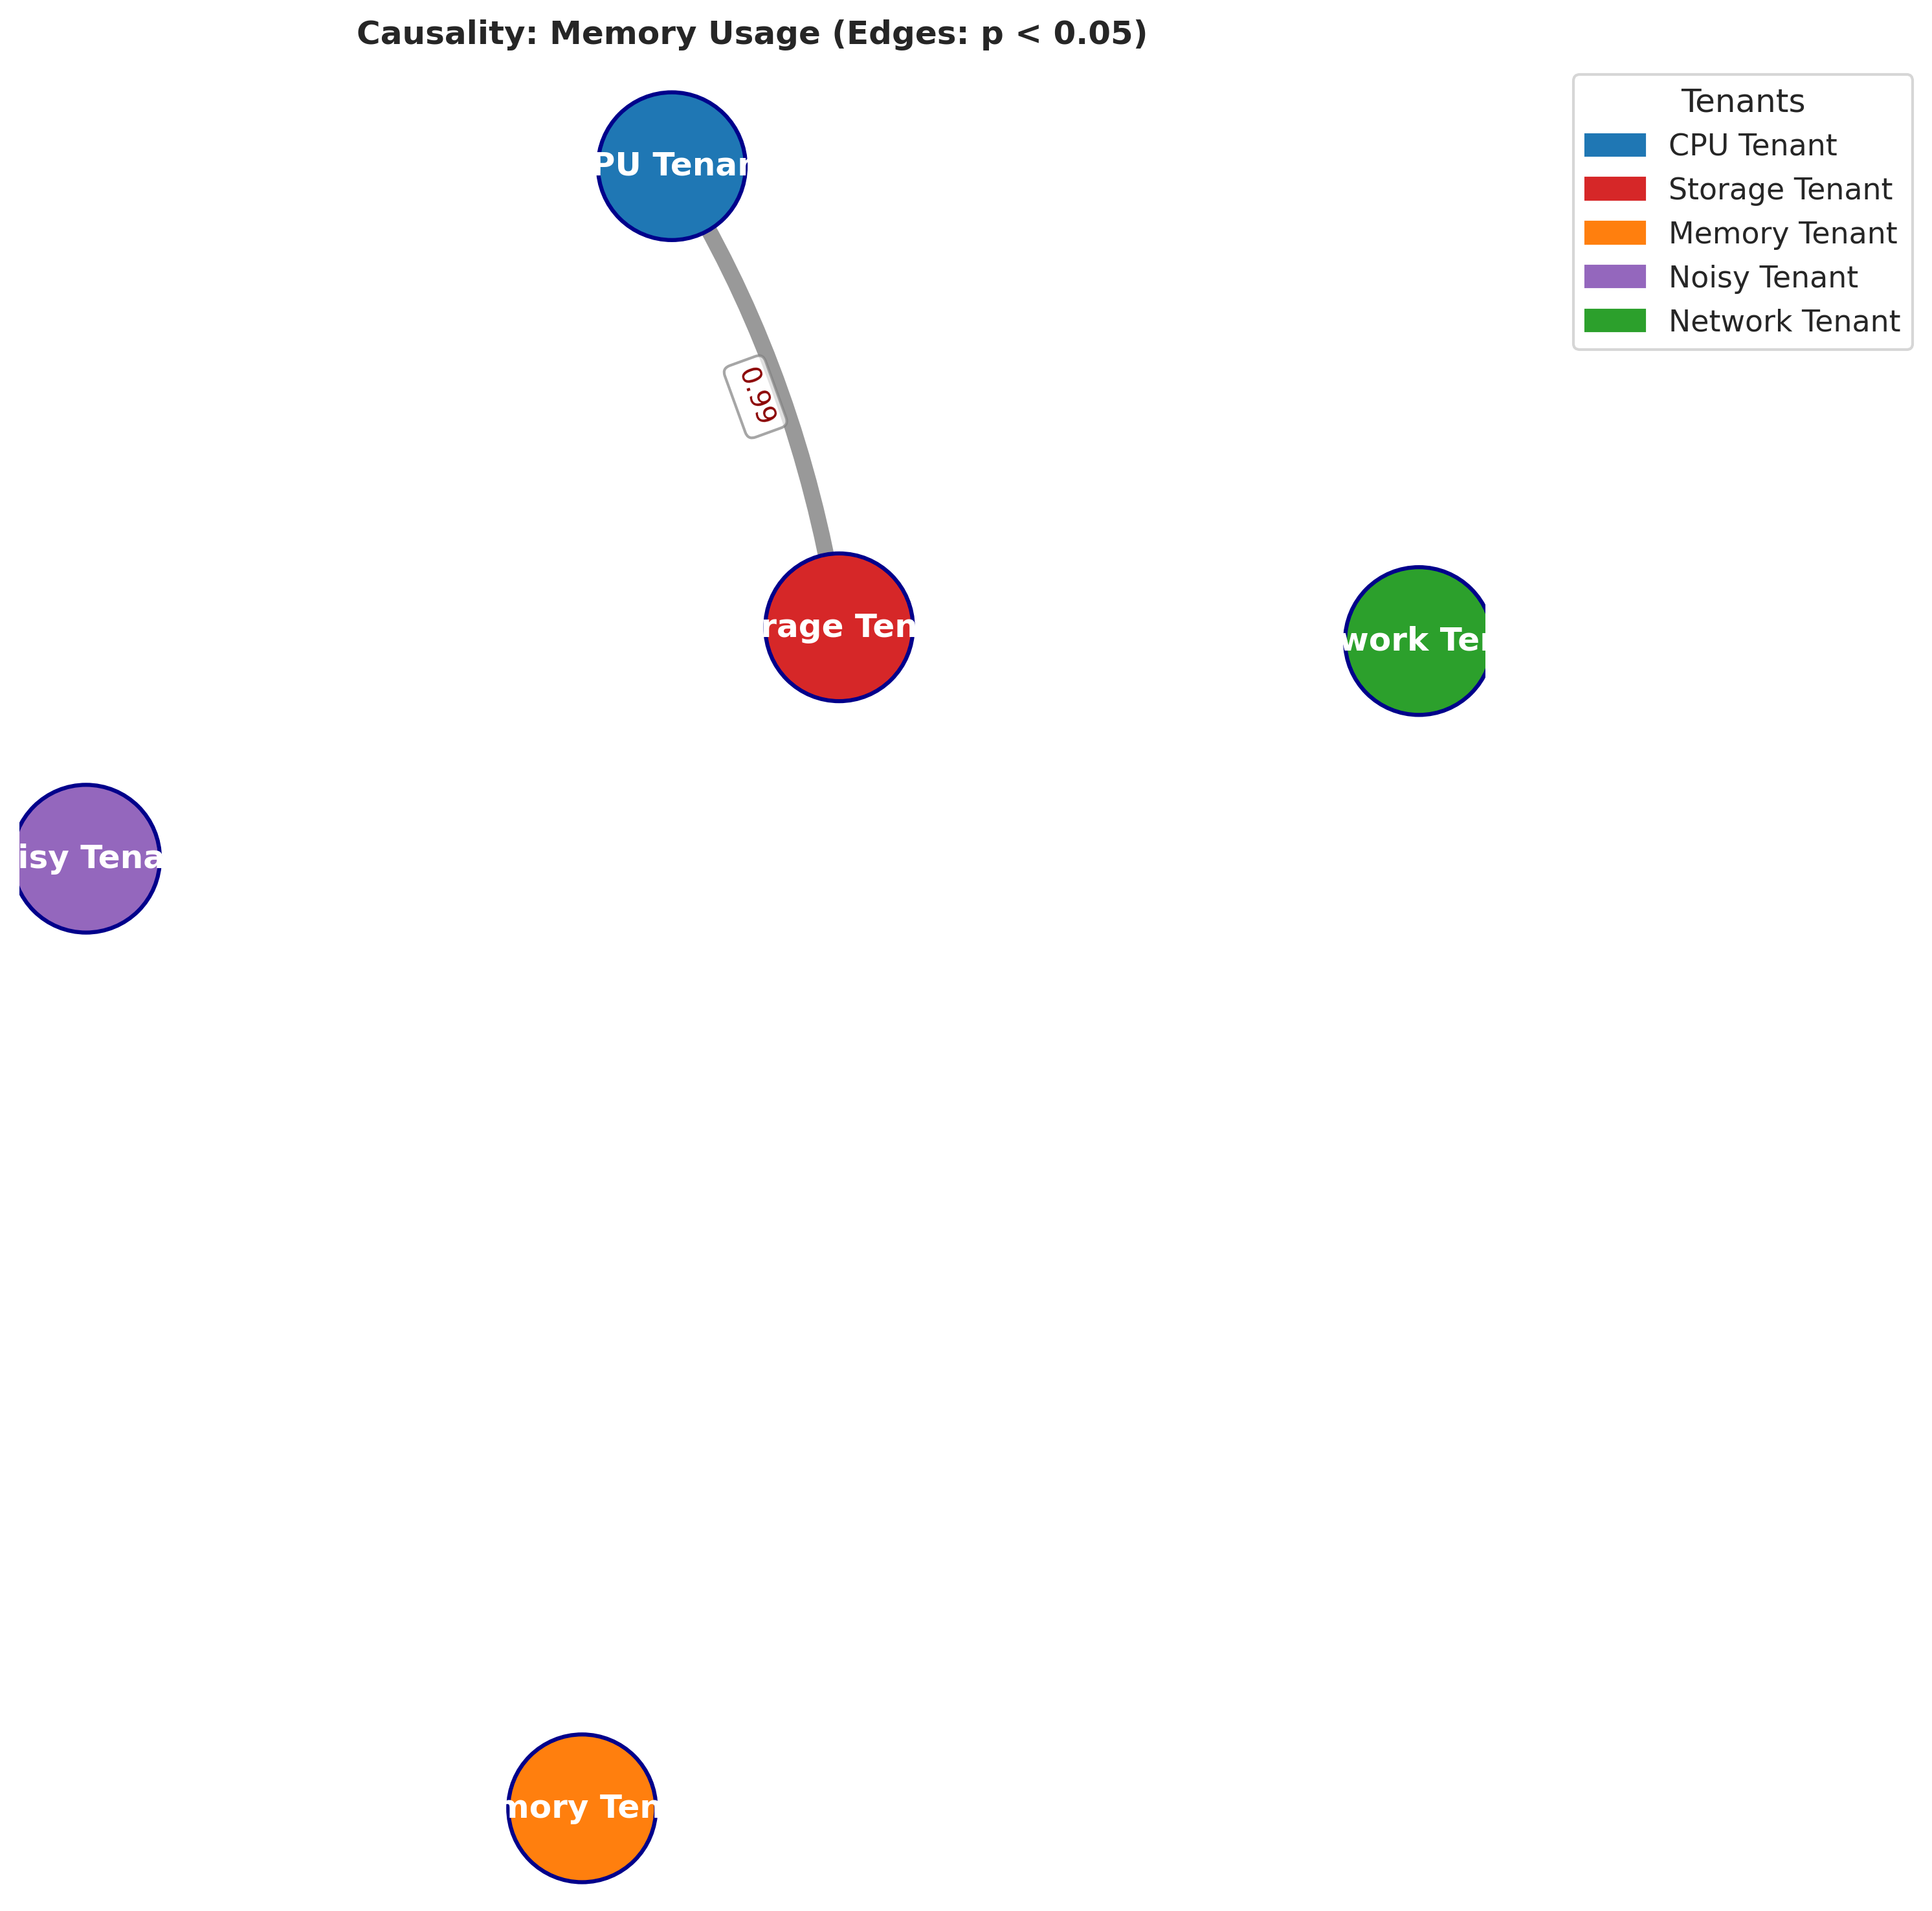 Causality: Memory Usage (Edges: p < 0.05)
Tenants
CPU Tenant
Storage Tenant
Memory Tenant
Noisy Tenant
Network Tenant
PU Tenan
0.99
rage Ten
work Ten
isy Tena
mory Ten